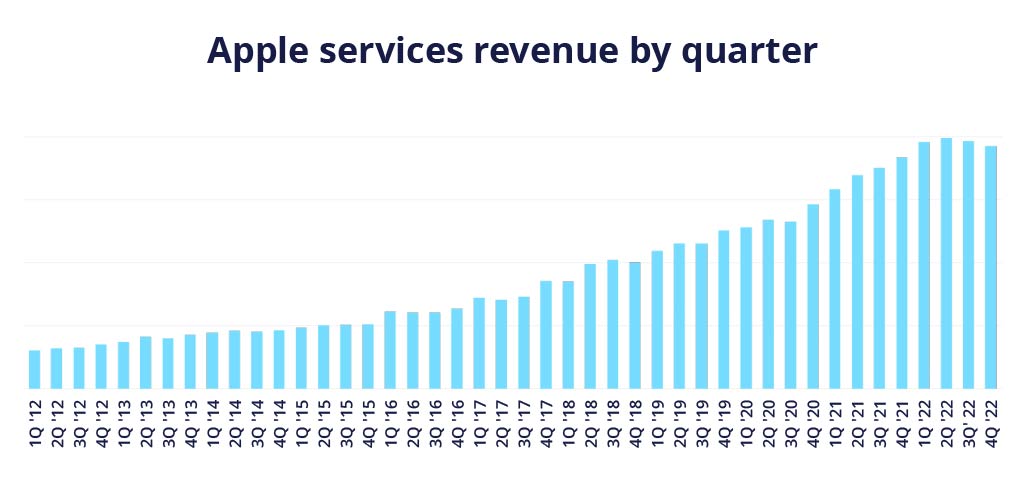 Apple services revenue by quarter
1Q '12
2Q '12
3Q '12
4Q '12
1Q '13
2Q '13
3Q '13
4Q '13
1Q '14
2Q '14
3Q '14
4Q '14
1Q '15
2Q '15
3Q '15
4Q '15
1Q '16
2Q '16
3Q '16
4Q '16
1Q '17
2Q '17
3Q '17
4Q '17
1Q '18
2Q '18
3Q '18
4Q '18
1Q '19
2Q '19
3Q '19
4Q '19
1Q '20
2Q '20
3Q '20
4Q '20
1Q '21
2Q '21
3Q '21
4Q '21
1Q '22
2Q '22
3Q' 22
4Q '22